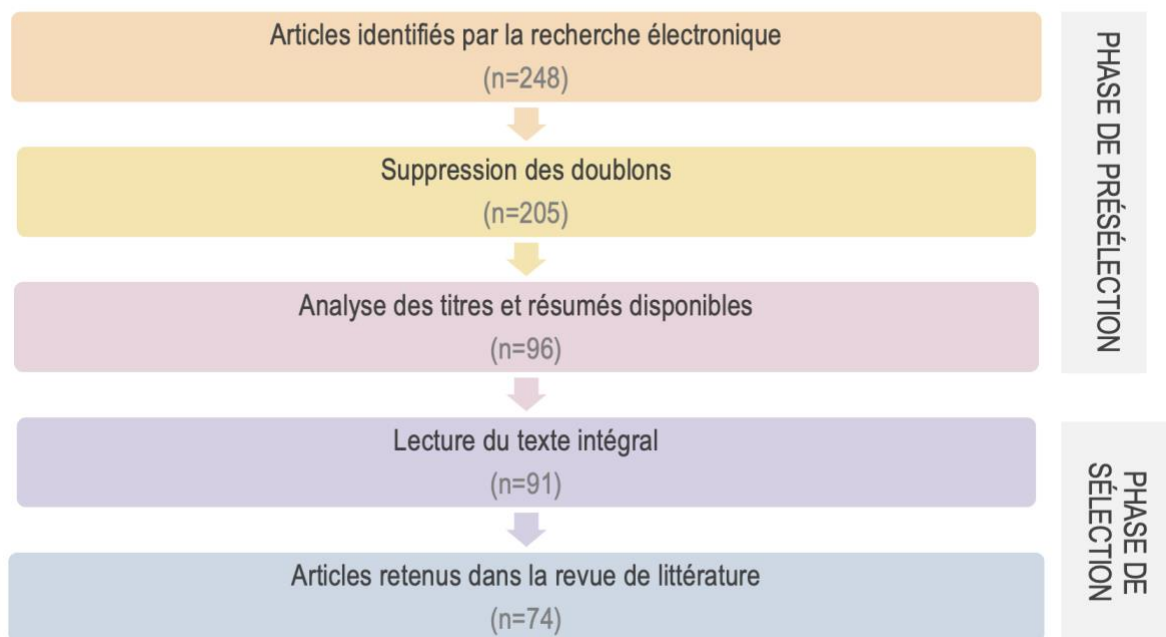 Articles identifiés par la recherche électronique
(n=248)
Suppression des doublons
(n=205)
Analyse des titres et résumés disponibles
(n=96)
PHASE DE PRÉSÉLECTION
Lecture du texte intégral
(n=91)
Articles retenus dans la revue de littérature
(n=74)
PHASE DE
SÉLECTION